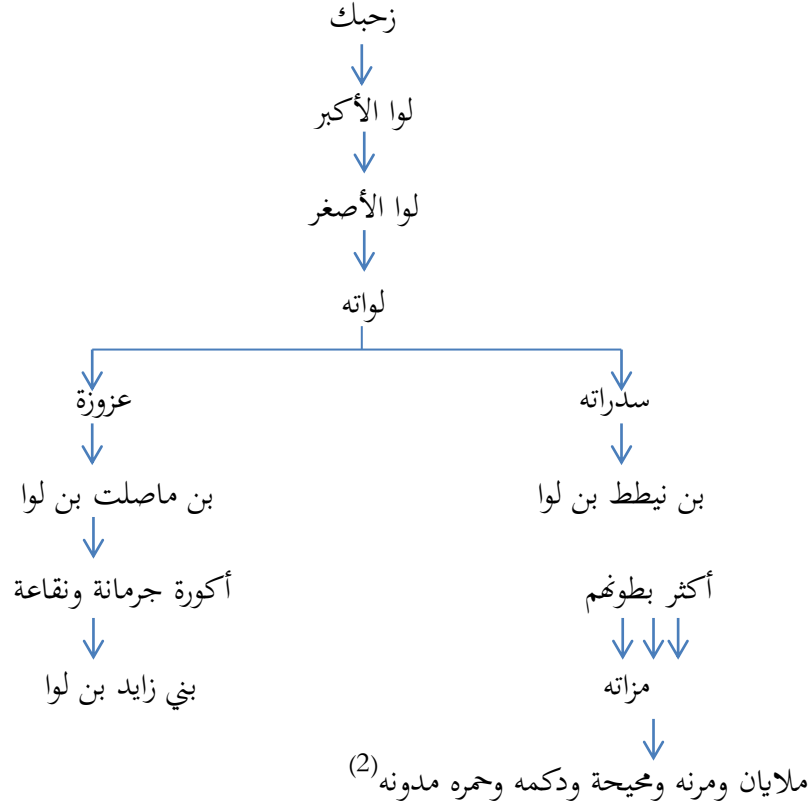 زحبك
لوا الأكبر
لوا الأصغر
لواته
سدراته
عزوزة
بن نيطط بن لوا
بن ماصلت بن لوا
أكثر بطونهم
أكورة جرمانة ونقاعة
مزاته
بني زايد بن لوا
ملايان ومرنه ومحيحة ودكمه وحمره مدونه(2)